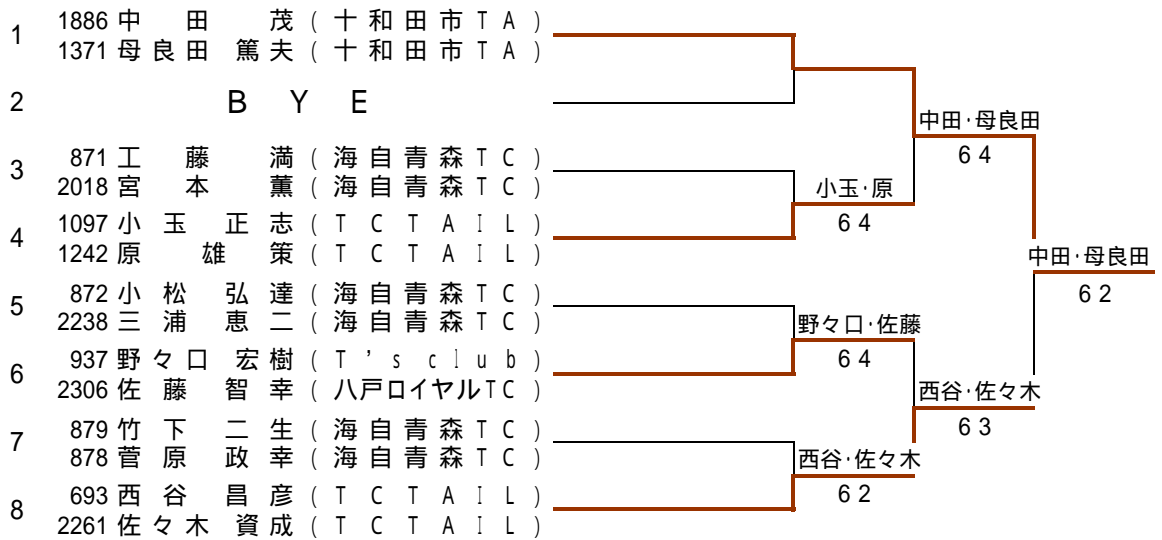 1
1886 中 田 茂 ( 十 和 田 市 T A )
1371 母 良 田 篤 夫 ( 十 和 田 市 T A )
2
B Y E
中田・母良田
6 4
3
871 工 藤 満 ( 海 自 青 森 T C )
2018 宮 本 薫 ( 海 自 青 森 T C )
小玉・原
6 4
4
1097 小 玉 正 志 ( T C T A I L )
1242 原 雄 策 ( T C T A I L )
中田・母良田
6 2
5
872 小 松 弘 達 ( 海 自 青 森 T C )
2238 三 浦 恵 二 ( 海 自 青 森 T C )
野々口・佐藤
6 4
6
937 野 々 口 宏 樹 ( T ' s c l u b )
2306 佐 藤 智 幸 ( 八戸ロイヤルTC )
西谷・佐々木
6 3
7
879 竹 下 二 生 ( 海 自 青 森 T C )
878 菅 原 政 幸 ( 海 自 青 森 T C )
西谷・佐々木
6 2
8
693 西 谷 昌 彦 ( T C T A I L )
2261 佐 々 木 資 成 ( T C T A I L )